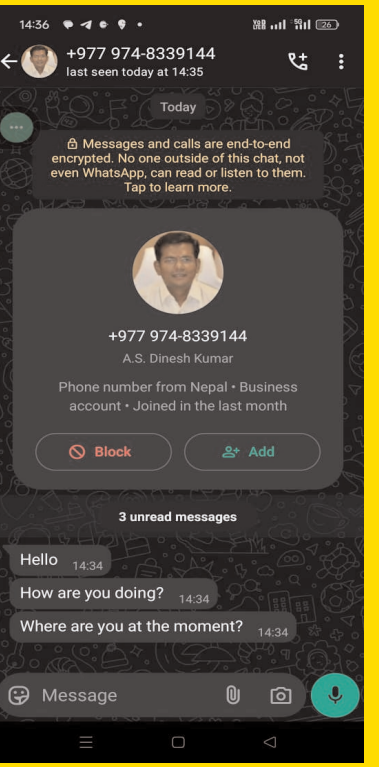 14:36
Vo5G
5G
26
+977 974-8339144
last seen today at 14:35
Today
Messages and calls are end-to-end
encrypted. No one outside of this chat, not
even WhatsApp, can read or listen to them.
Tap to learn more.
+977 974-8339144
A.S. Dinesh Kumar
Phone number from Nepal • Business
account • Joined in the last month
Block
Add
3 unread messages
Hello 14:34
How are you doing? 14:34
Where are you at the moment? 14:34
Message